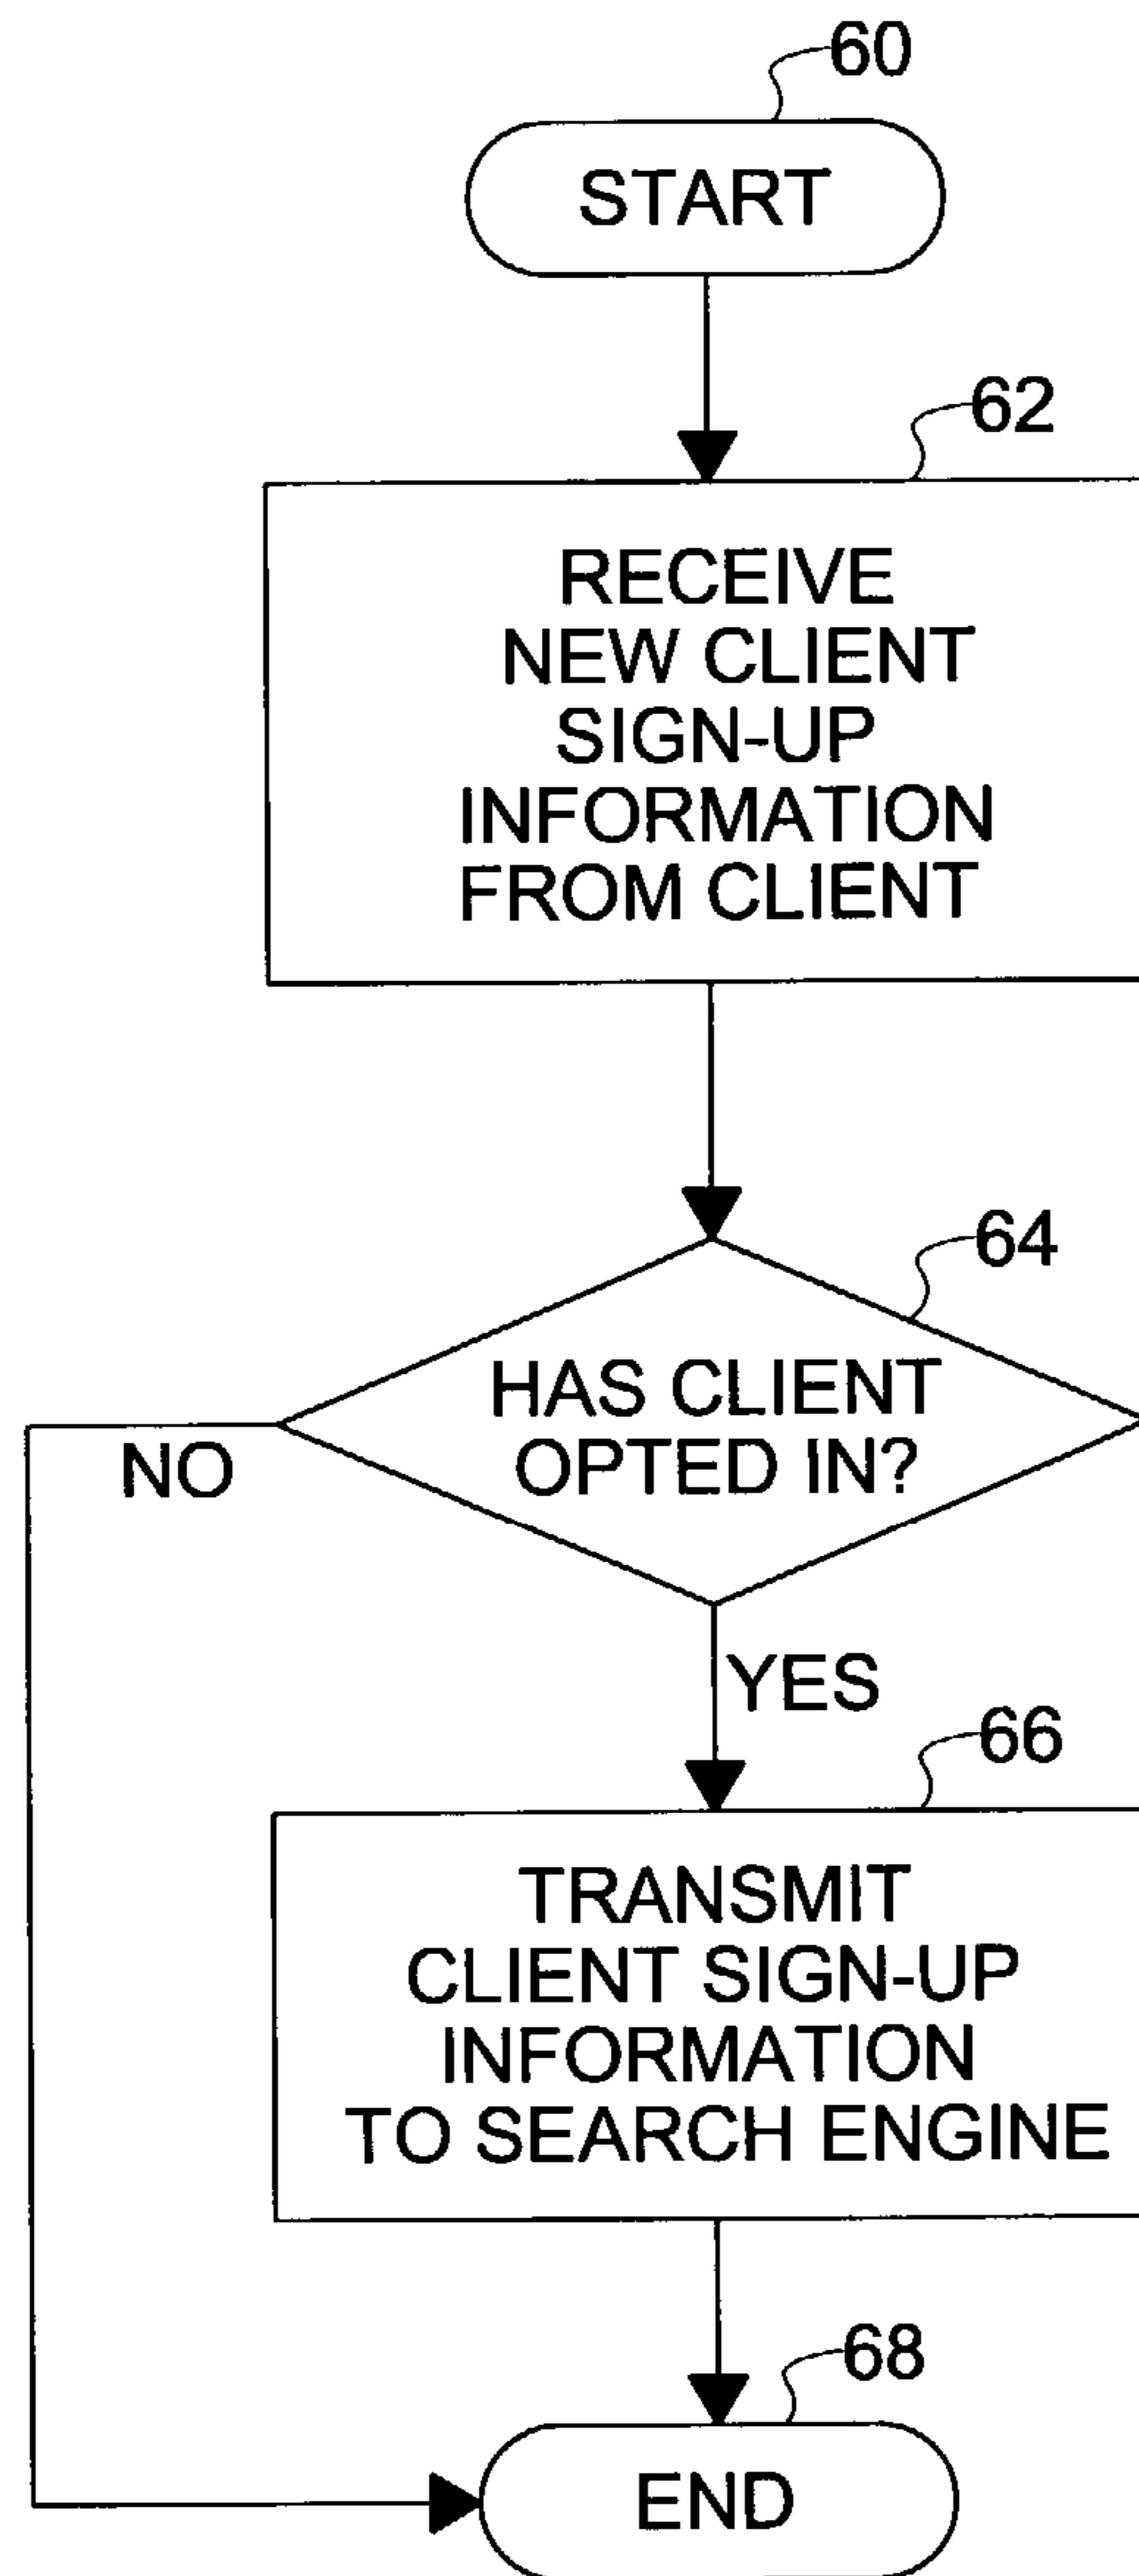 60
START
62
RECEIVE
NEW CLIENT
SIGN-UP
INFORMATION
FROM CLIENT
64
HAS CLIENT
OPTED IN?
NO
YES
66
TRANSMIT
CLIENT SIGN-UP
INFORMATION
TO SEARCH ENGINE
68
END